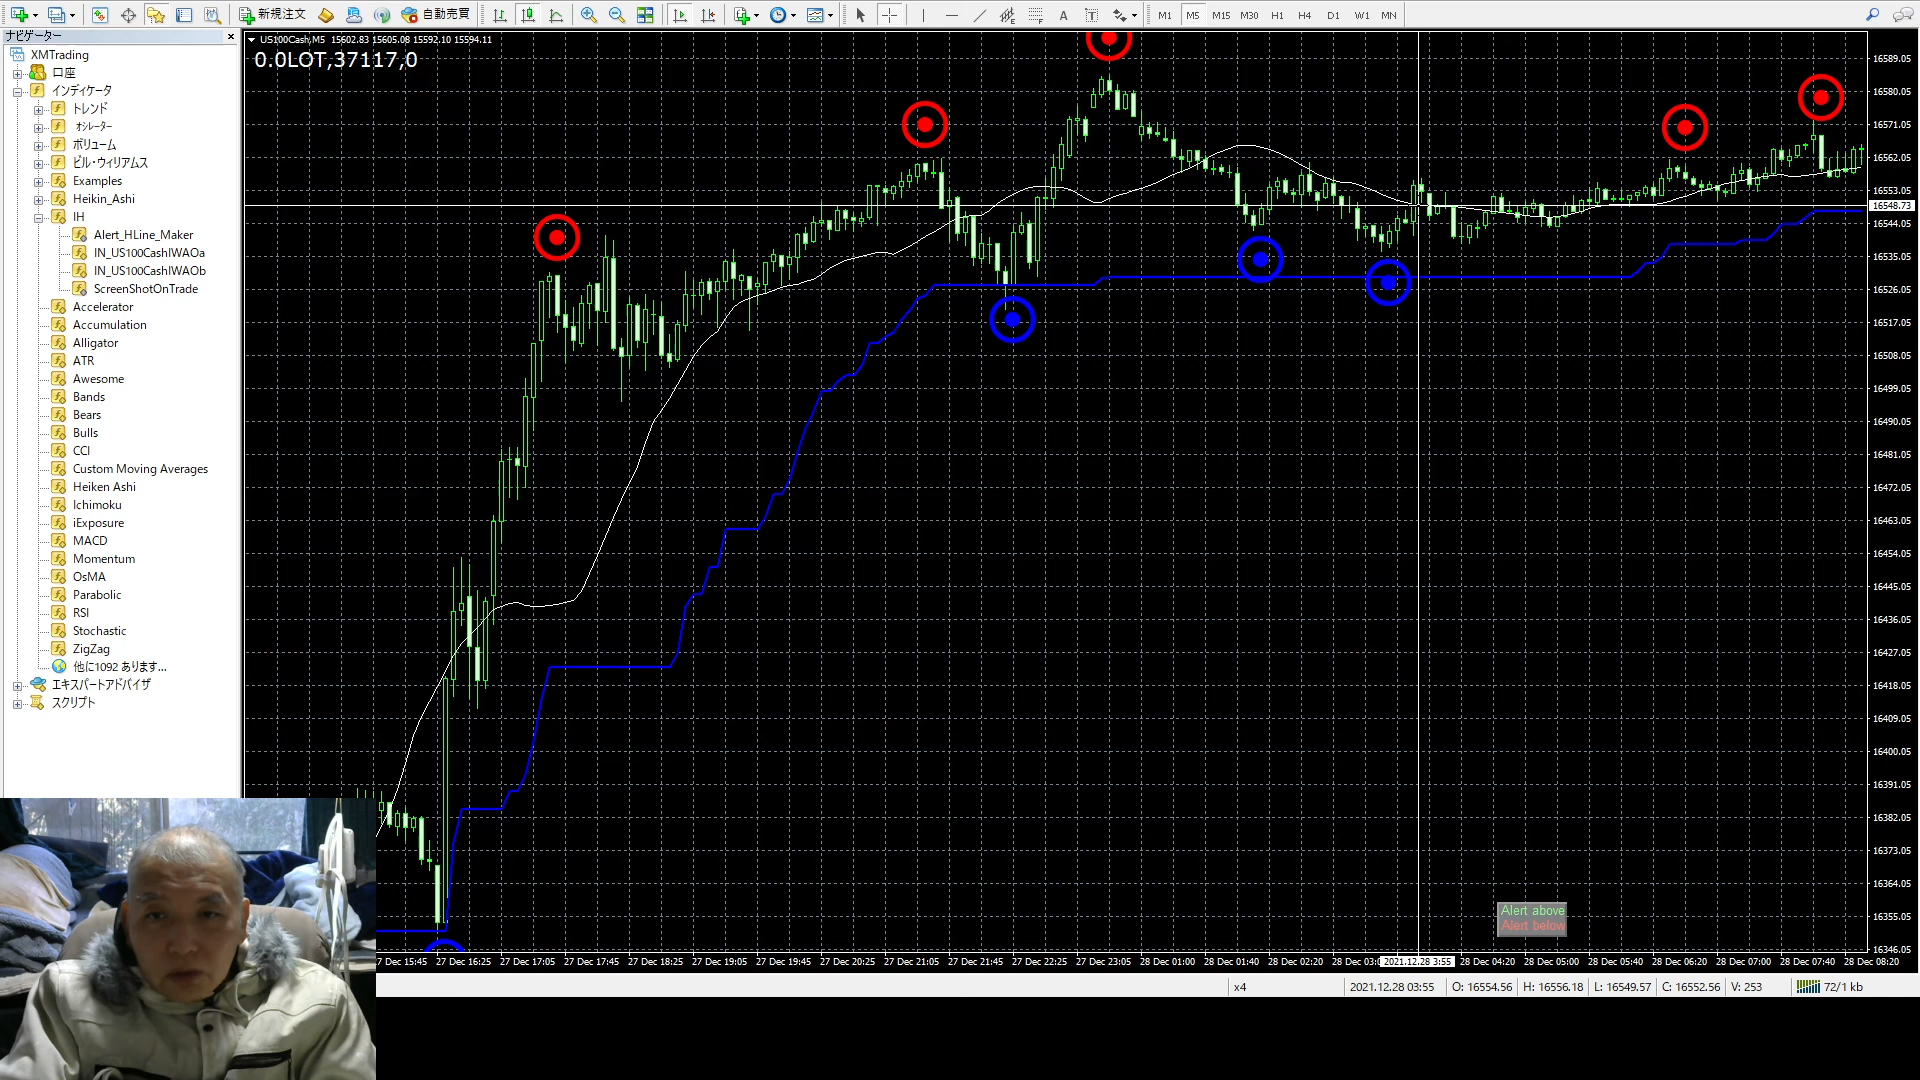 新規注文
自動売買
A
T
M1 M5 M15 M30 H1 H4 D1 W1 MN
ナビゲーター
XMTrading
口座
インディケータ
トレンド
オシレーター
ボリューム
ビル・ウィリアムス
Examples
Heikin_Ashi
IH
Alert_HLine_Maker
IN_US100CashIWAOa
IN_US100CashIWAOb
ScreenShotOnTrade
Accelerator
Accumulation
Alligator
ATR
Awesome
Bands
Bears
Bulls
CCI
Custom Moving Averages
Heiken Ashi
Ichimoku
iExposure
MACD
Momentum
OsMA
Parabolic
RSI
Stochastic
ZigZag
他に1092 あります...
エキスパートアドバイザ
スクリプト
US100Cash,M5 15602.83 15605.08 15592.10 15594.11
0.0LOT,37117,0
16589.05
16580.05
16571.05
16562.05
16553.05
16548.73
16544.05
16535.05
16526.05
16517.05
16508.05
16499.05
16490.05
16481.05
16472.05
16463.05
16454.05
16445.05
16436.05
16427.05
16418.05
16409.05
16400.05
16391.05
16382.05
16373.05
16364.05
16355.05
16346.05
Alert above
Alert below
7 Dec 15:45 27 Dec 16:25 27 Dec 17:05 27 Dec 17:45 27 Dec 18:25 27 Dec 19:05 27 Dec 19:45 27 Dec 20:25 27 Dec 21:05 27 Dec 21:45 27 Dec 22:25 27 Dec 23:05 28 Dec 01:00 28 Dec 01:40 28 Dec 02:20 28 Dec 03:0 2021.12.28 3:55 28 Dec 04:20 28 Dec 05:00 28 Dec 05:40 28 Dec 06:20 28 Dec 07:00 28 Dec 07:40 28 Dec 08:20
x4 2021.12.28 03:55 O: 16554.56 H: 16556.18 L: 16549.57 C: 16552.56 V: 253 72/1 kb